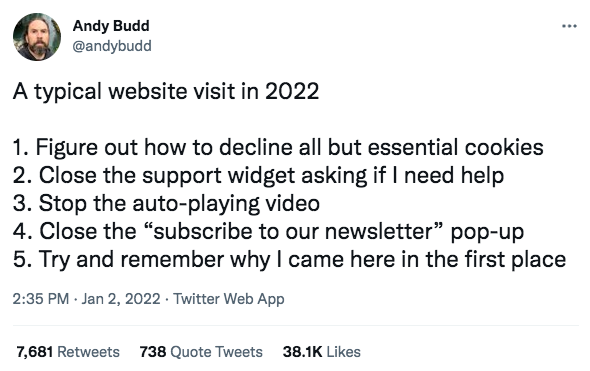 Andy Budd
@andybudd
A typical website visit in 2022
1. Figure out how to decline all but essential cookies
2. Close the support widget asking if I need help
3. Stop the auto-playing video
4. Close the “subscribe to our newsletter” pop-up
5. Try and remember why I came here in the first place
2:35 PM · Jan 2, 2022 · Twitter Web App
7,681 Retweets 738 Quote Tweets 38.1K Likes